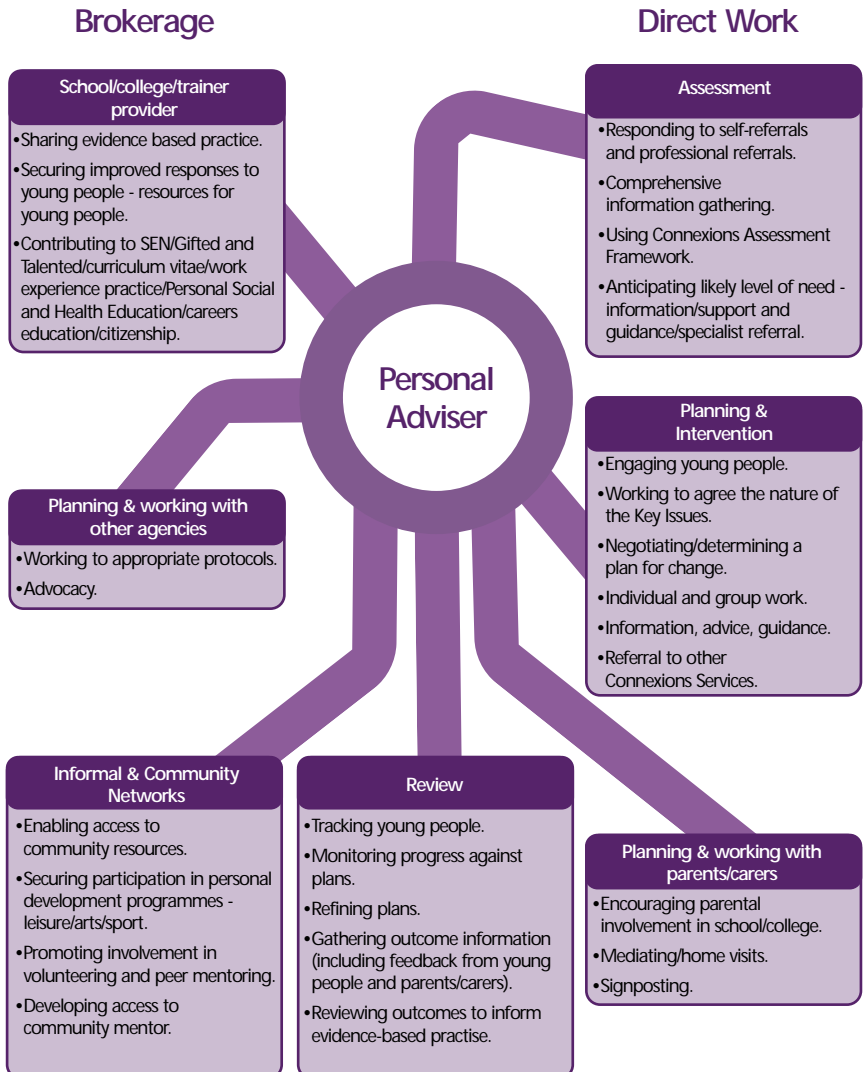 Brokerage
School/college/trainer
provider
•Sharing evidence based practice.
•Securing improved responses to
young people - resources for
young people.
•Contributing to SEN/Gifted and
Talented/curriculum vitae/work
experience practice/Personal Social
and Health Education/careers
education/citizenship.
Planning & working with
other agencies
•Working to appropriate protocols.
•Advocacy.
Informal & Community
Networks
•Enabling access to
community resources.
•Securing participation in personal
development programmes -
leisure/arts/sport.
•Promoting involvement in
volunteering and peer mentoring.
•Developing access to
community mentor.
Personal
Adviser
Review
•Tracking young people.
•Monitoring progress against
plans.
•Refining plans.
•Gathering outcome information
(including feedback from young
people and parents/carers).
•Reviewing outcomes to inform
evidence-based practise.
Direct Work
Assessment
•Responding to self-referrals
and professional referrals.
•Comprehensive
information gathering.
•Using Connexions Assessment
Framework.
•Anticipating likely level of need -
information/support and
guidance/specialist referral.
Planning &
Intervention
•Engaging young people.
•Working to agree the nature of
the Key Issues.
•Negotiating/determining a
plan for change.
•Individual and group work.
•Information, advice, guidance.
•Referral to other
Connexions Services.
Planning & working with
parents/carers
•Encouraging parental
involvement in school/college.
•Mediating/home visits.
•Signposting.